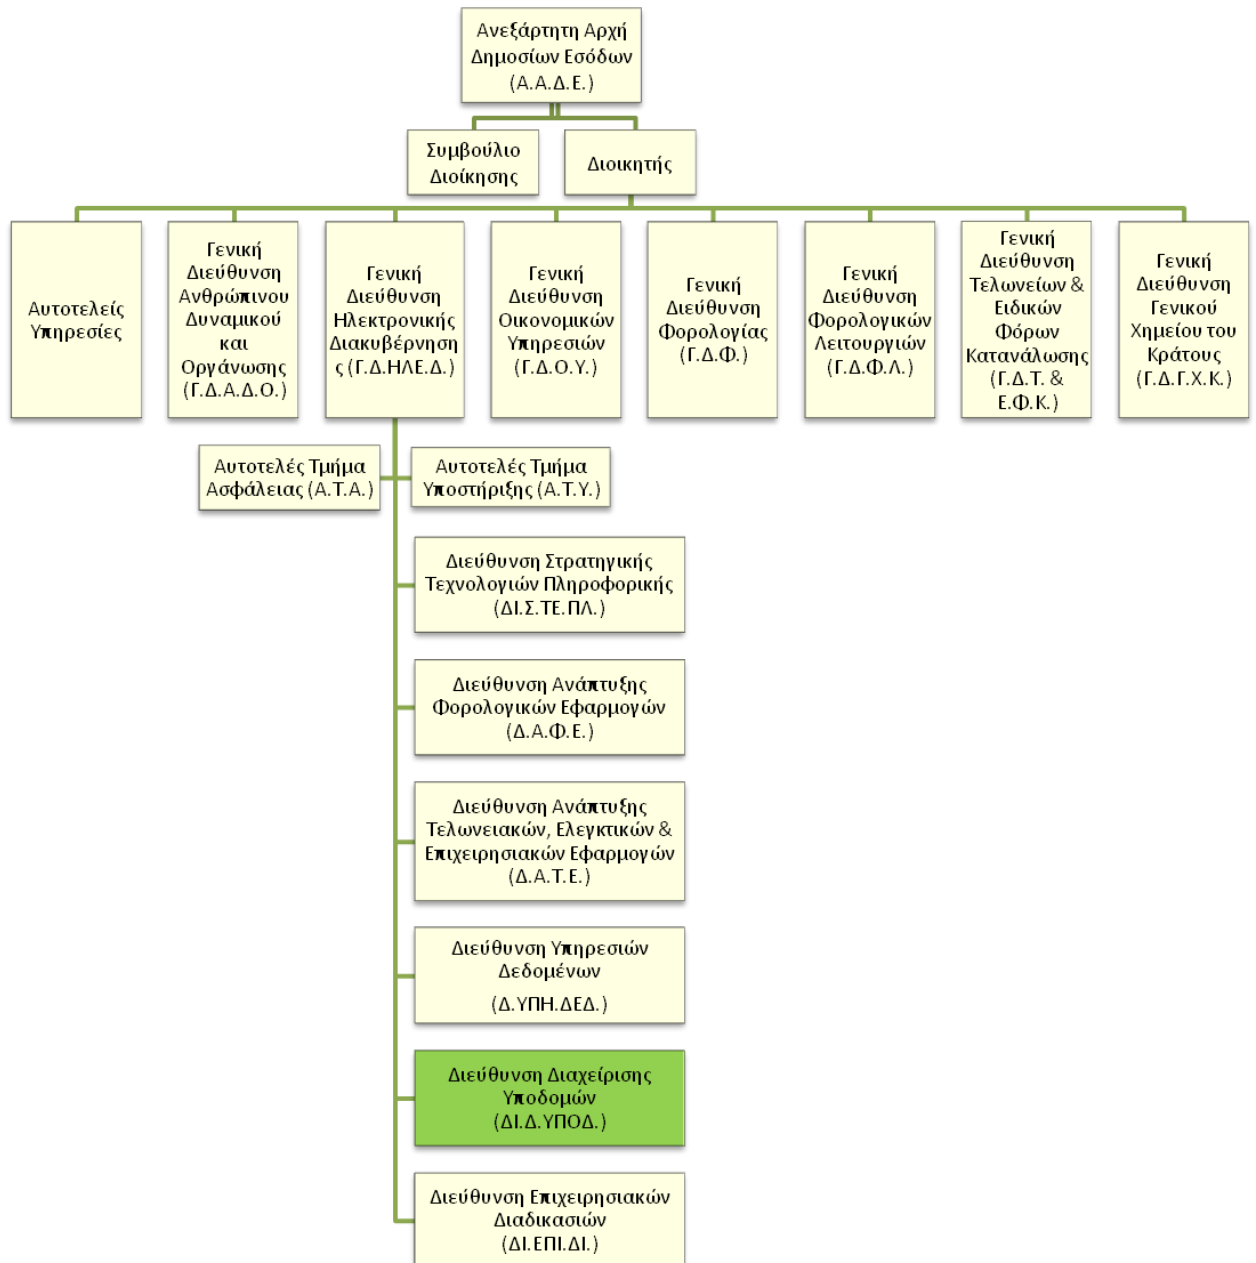 Ανεξάρτητη Αρχή
Δημοσίων Εσόδων
(Α.Α.Δ.Ε.)
Συμβούλιο
Διοίκησης
Διοικητής
Αυτοτελείς
Υπηρεσίες
Γενική
Διεύθυνση
Ανθρώπινου
Δυναμικού
και
Οργάνωσης
(Γ.Δ.Α.Δ.Ο.)
Γενική
Διεύθυνση
Ηλεκτρονικής
Διακυβέρνηση
ς (Γ.Δ.ΗΛΕ.Δ.)
Γενική
Διεύθυνση
Οικονομικών
Υπηρεσιών
(Γ.Δ.Ο.Υ.)
Γενική
Διεύθυνση
Φορολογίας
(Γ.Δ.Φ.)
Γενική
Διεύθυνση
Φορολογικών
Λειτουργιών
(Γ.Δ.Φ.Λ.)
Γενική
Διεύθυνση
Τελωνείων &
Ειδικών
Φόρων
Κατανάλωσης
(Γ.Δ.Τ. &
Ε.Φ.Κ.)
Γενική
Διεύθυνση
Γενικού
Χημείου του
Κράτους
(Γ.Δ.Γ.Χ.Κ.)
Αυτοτελές Τμήμα
Ασφάλειας (Α.Τ.Α.)
Αυτοτελές Τμήμα
Υποστήριξης (Α.Τ.Υ.)
Διεύθυνση Στρατηγικής
Τεχνολογιών Πληροφορικής
(ΔΙ.Σ.ΤΕ.ΠΛ.)
Διεύθυνση Ανάπτυξης
Φορολογικών Εφαρμογών
(Δ.Α.Φ.Ε.)
Διεύθυνση Ανάπτυξης
Τελωνειακών, Ελεγκτικών &
Επιχειρησιακών Εφαρμογών
(Δ.Α.Τ.Ε.)
Διεύθυνση Υπηρεσιών
Δεδομένων
(Δ.ΥΠΗ.ΔΕΔ.)
Διεύθυνση Διαχείρισης
Υποδομών
(ΔΙ.Δ.ΥΠΟΔ.)
Διεύθυνση Επιχειρησιακών
Διαδικασιών
(ΔΙ.ΕΠΙ.ΔΙ.)